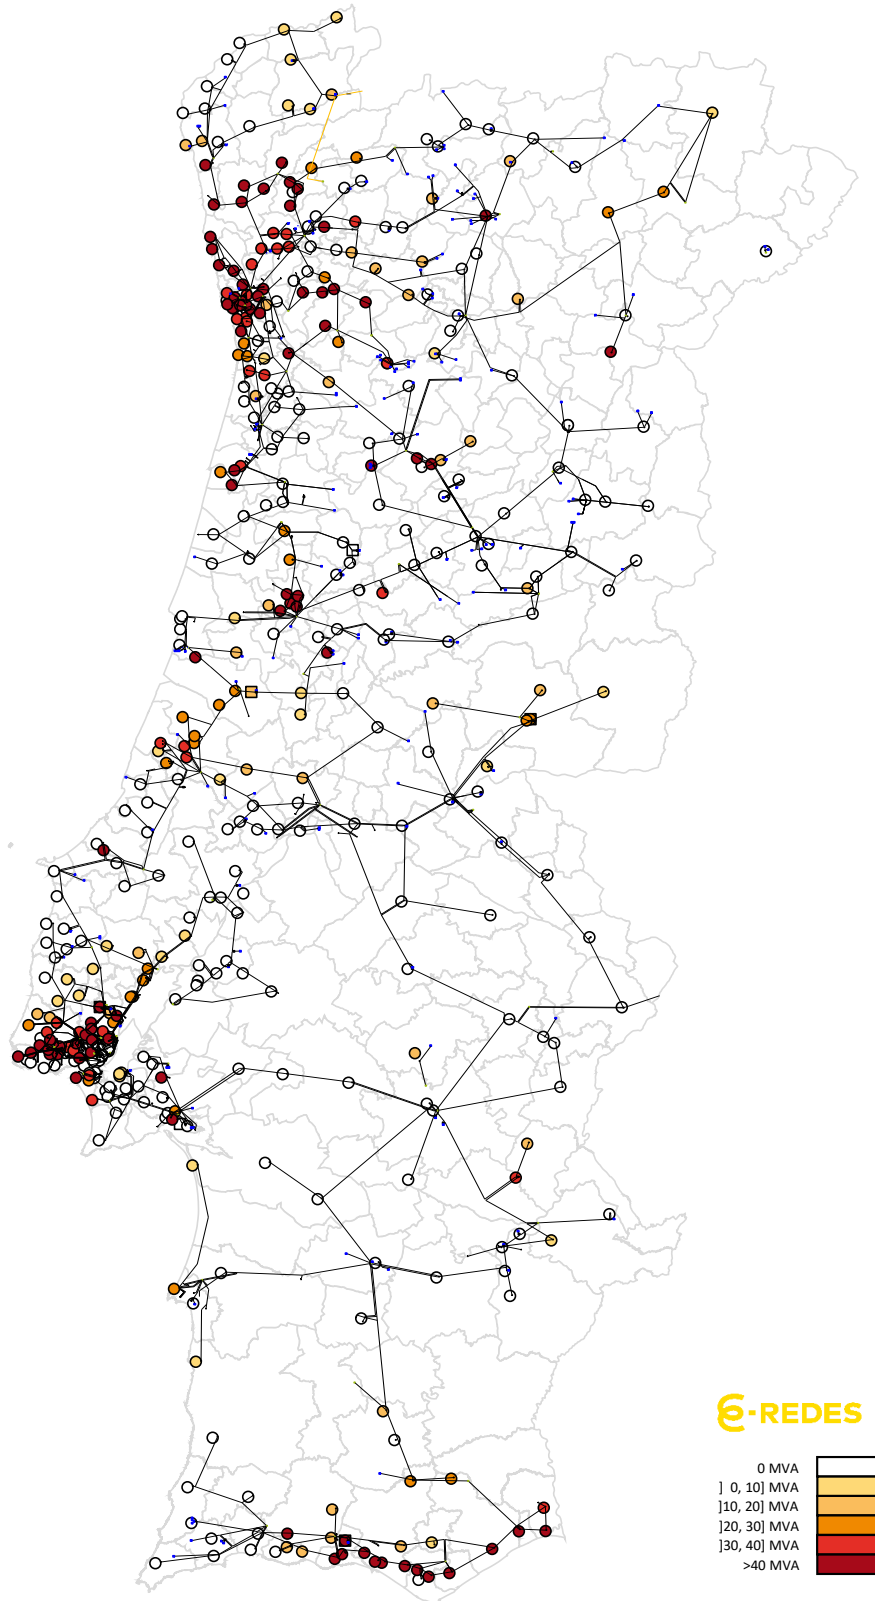 E-REDES
0 MVA
] 0, 10] MVA
]10, 20] MVA
]20, 30] MVA
]30, 40] MVA
>40 MVA